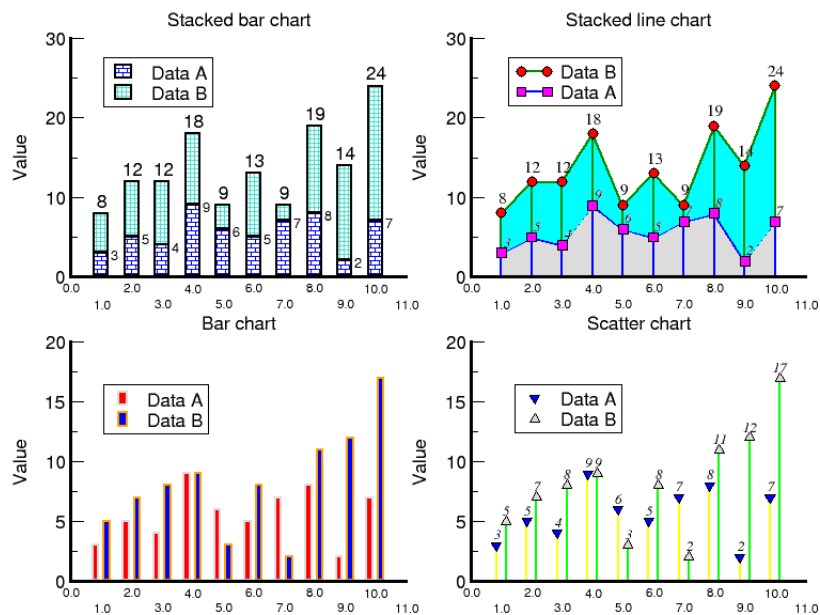 Stacked bar chart
30
20
10
0
Value
Data A
Data B
8 12 12 18 9 13 9 19 14 24
3 5 4 9 6 5 7 8 2 7
0.0 2.0 4.0 6.0 8.0 10.0
1.0 3.0 5.0 7.0 9.0 11.0
Stacked line chart
30
20
10
0
Value
Data B
Data A
8 12 12 18 9 13 9 19 14 24
3 5 4 9 6 5 7 8 2 7
0.0 2.0 4.0 6.0 8.0 10.0
1.0 3.0 5.0 7.0 9.0 11.0
Bar chart
20
15
10
5
0
Value
Data A
Data B
0.0 2.0 4.0 6.0 8.0 10.0
1.0 3.0 5.0 7.0 9.0 11.0
Scatter chart
20
15
10
5
0
Value
Data A
Data B
3 5 4 9 6 5 7 8 2 7
5 7 8 9 3 8 2 11 12 17
0.0 2.0 4.0 6.0 8.0 10.0
1.0 3.0 5.0 7.0 9.0 11.0